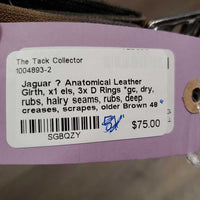 The Tack Collector
1004893-2
Jaguar ? Anatomical Leather
Girth, x1 els, 3x D Rings *gc, dry,
rubs, hairy seams, rubs, deep
creases, scrapes, older Brown 48 "
$75.00
SGBQZY